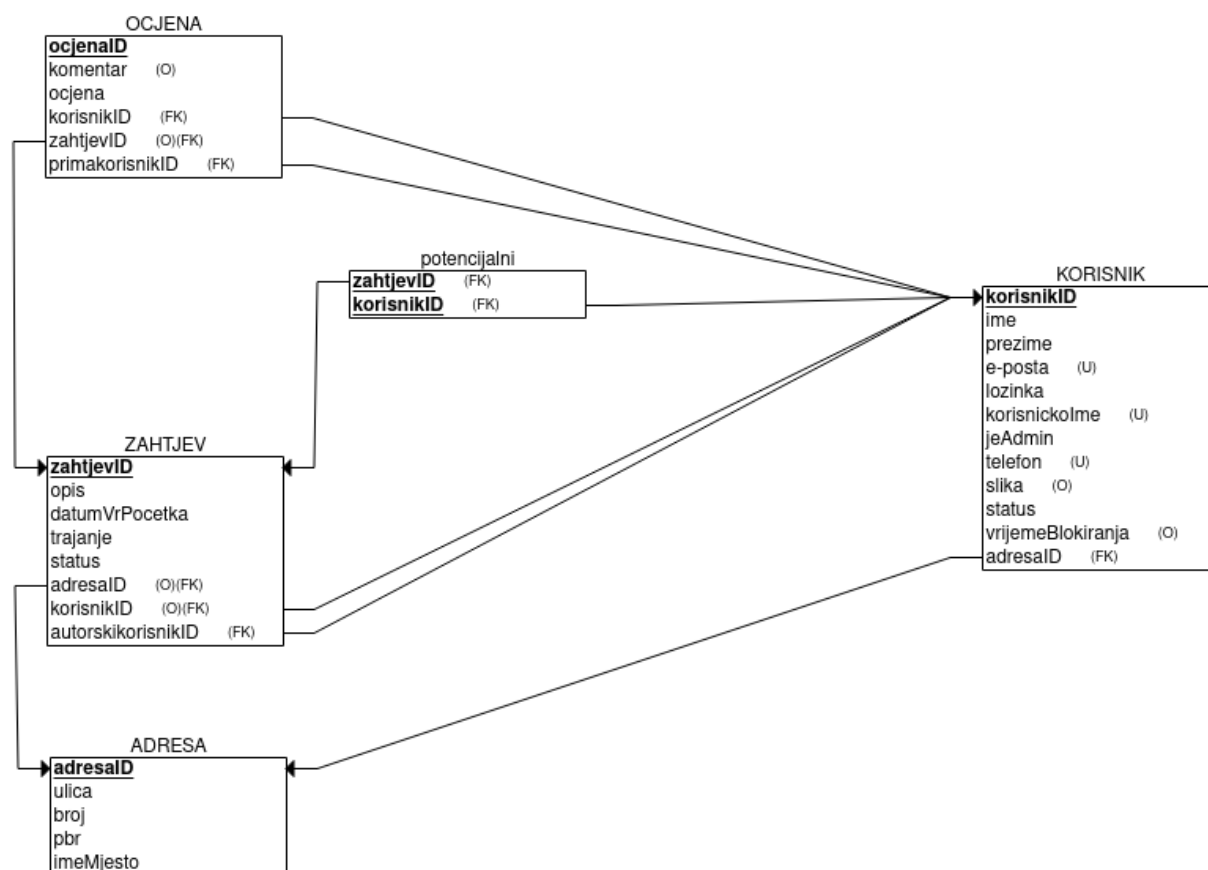 OCJENA
ocjenaID
komentar (O)
ocjena
korisnikID (FK)
zahtjevID (O)(FK)
primakorisnikID (FK)
potencijalni
zahtjevID (FK)
korisnikID (FK)
KORISNIK
korisnikID
ime
prezime
e-posta (U)
lozinka
korisnickoIme (U)
jeAdmin
telefon (U)
slika (O)
status
vrijemeBlokiranja (O)
adresaID (FK)
ZAHTJEV
zahtjevID
opis
datumVrPocetka
trajanje
status
adresaID (O)(FK)
korisnikID (O)(FK)
autorskikorisnikID (FK)
ADRESA
adresaID
ulica
broj
pbr
imeMjesto